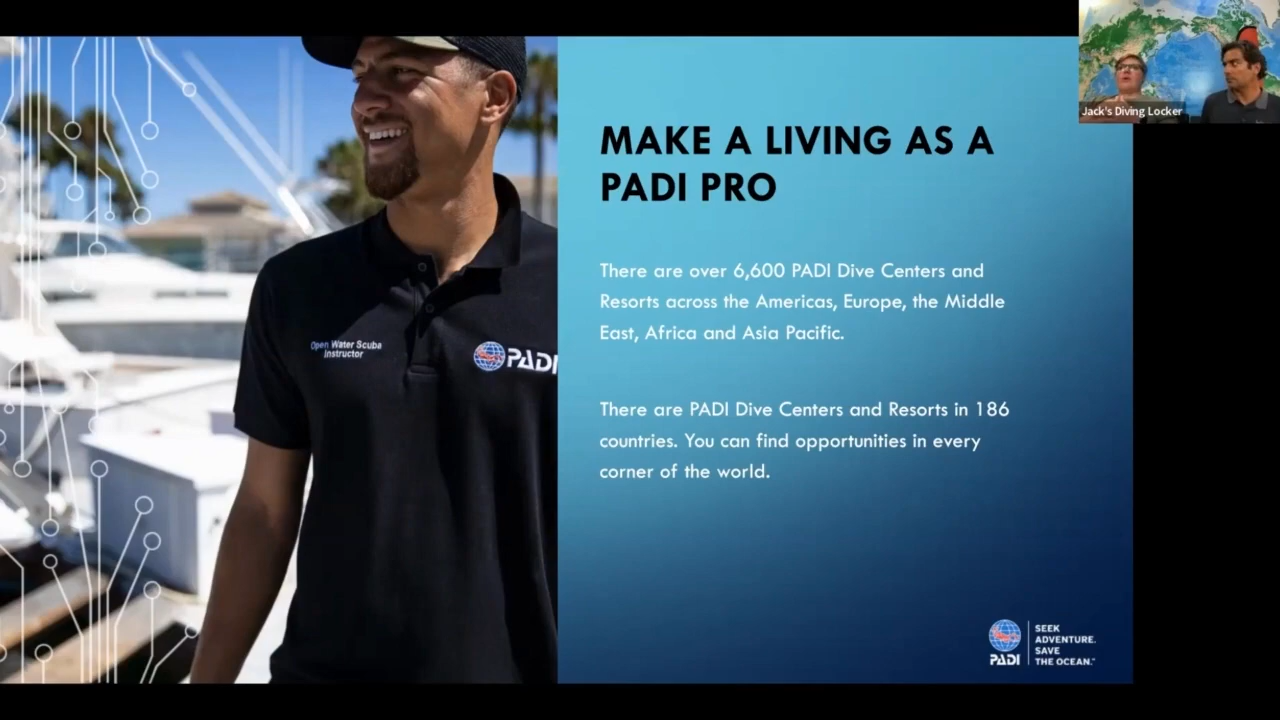 Jack's Diving Locker
MAKE A LIVING AS A
PADI PRO
There are over 6,600 PADI Dive Centers and
Resorts across the Americas, Europe, the Middle
East, Africa and Asia Pacific.
There are PADI Dive Centers and Resorts in 186
countries. You can find opportunities in every
corner of the world.
Open Water Scuba
Instructor
PADI
PADI
SEEK
ADVENTURE.
SAVE
THE OCEAN.™